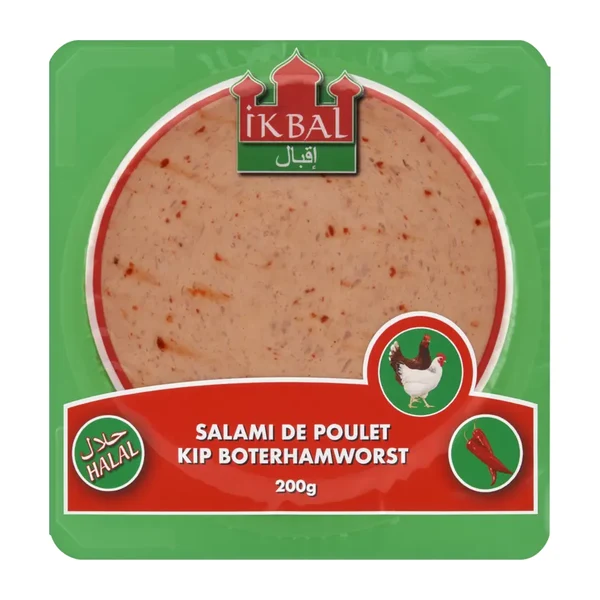 İKBAL
إقبال
SALAMI DE POULET
KIP BOTERHAMWORST
200g
حلال
HALAL